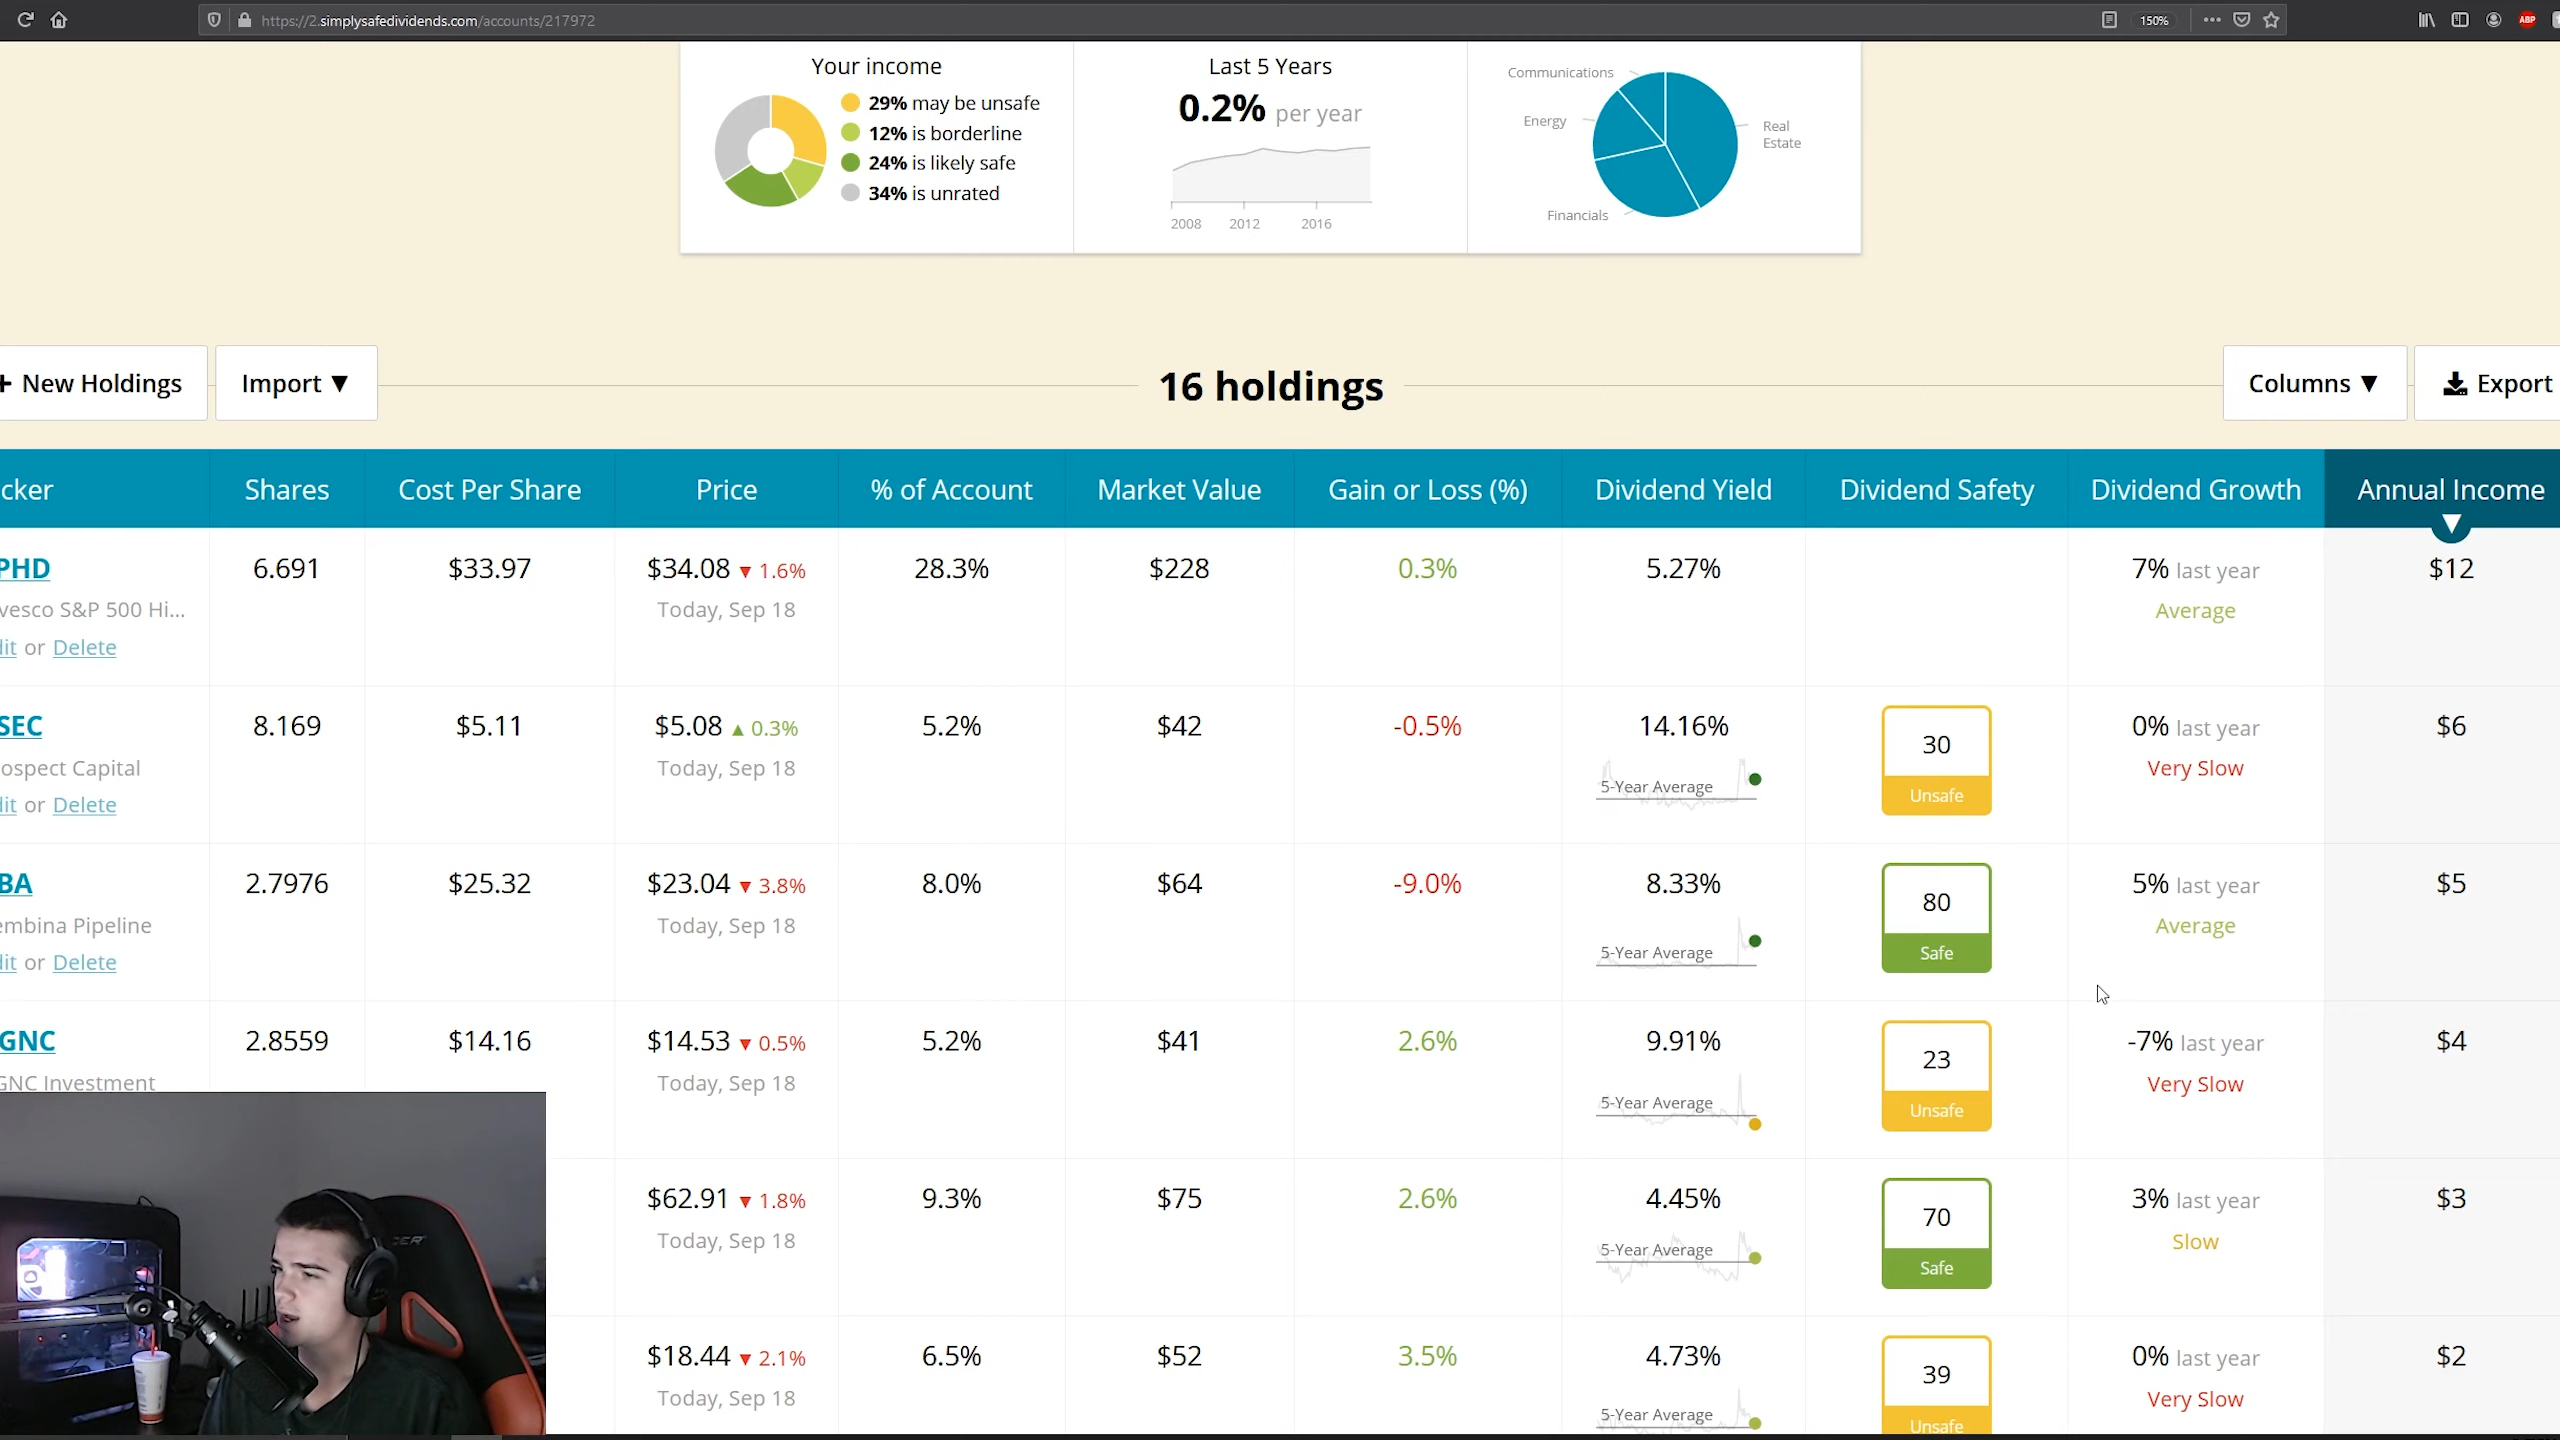 https://2.simplysafedividends.com/accounts/217972
150%
ABP
Your income
29% may be unsafe
12% is borderline
24% is likely safe
34% is unrated
Last 5 Years
0.2% per year
2008 2012 2016
Communications
Energy
Financials
Real
Estate
+ New Holdings
Import ▼
16 holdings
Columns ▼
Export
cker Shares Cost Per Share Price % of Account Market Value Gain or Loss (%) Dividend Yield Dividend Safety Dividend Growth Annual Income
PHD 6.691 $33.97 $34.08 ▼ 1.6% 28.3% $228 0.3% 5.27% 7% last year $12
vesco S&P 500 Hi... Today, Sep 18 Average
dit or Delete
SEC 8.169 $5.11 $5.08 ▲ 0.3% 5.2% $42 -0.5% 14.16% 30 0% last year $6
ospect Capital Today, Sep 18 5-Year Average Unsafe Very Slow
dit or Delete
BA 2.7976 $25.32 $23.04 ▼ 3.8% 8.0% $64 -9.0% 8.33% 80 5% last year $5
embina Pipeline Today, Sep 18 5-Year Average Safe Average
dit or Delete
GNC 2.8559 $14.16 $14.53 ▼ 0.5% 5.2% $41 2.6% 9.91% 23 -7% last year $4
GNC Investment Today, Sep 18 5-Year Average Unsafe Very Slow
$62.91 ▼ 1.8% 9.3% $75 2.6% 4.45% 70 3% last year $3
Today, Sep 18 5-Year Average Safe Slow
$18.44 ▼ 2.1% 6.5% $52 3.5% 4.73% 39 0% last year $2
Today, Sep 18 5-Year Average Unsafe Very Slow